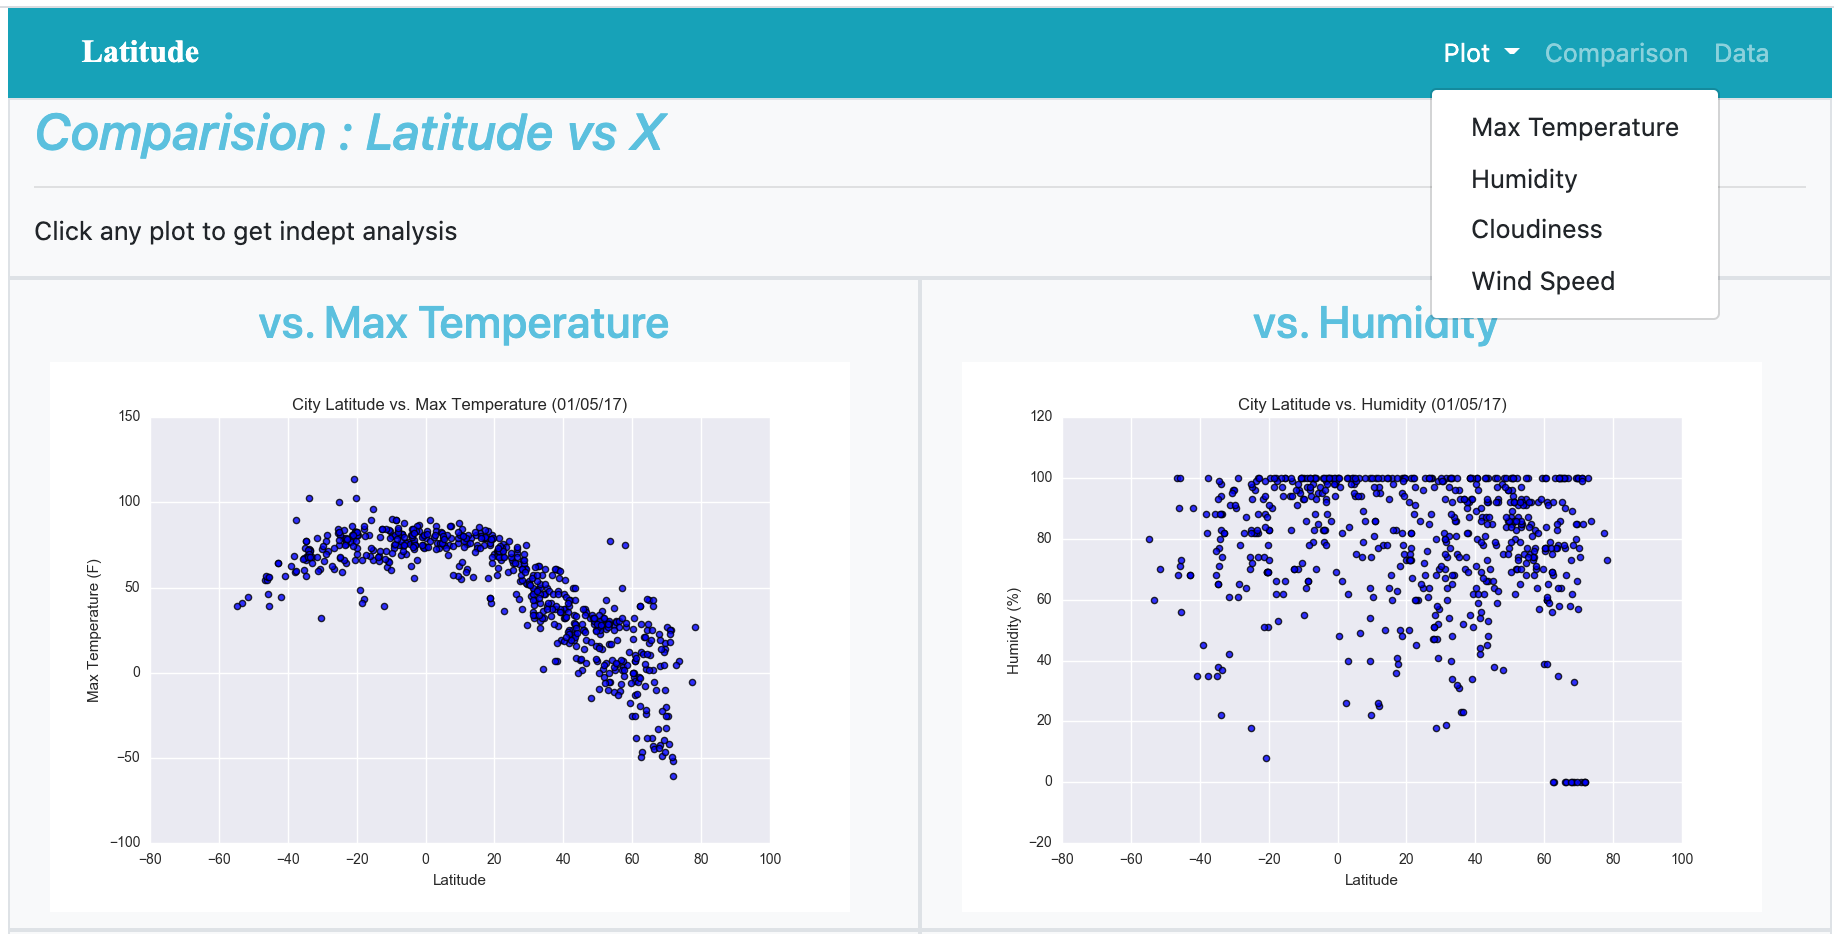 Latitude
Plot Comparison Data
Max Temperature
Humidity
Cloudiness
Wind Speed
Comparision : Latitude vs X
Click any plot to get indept analysis
vs. Max Temperature
City Latitude vs. Max Temperature (01/05/17)
150
100
50
0
−50
−100
Max Temperature (F)
−80 −60 −40 −20 0 20 40 60 80 100
Latitude
vs. Humidity
City Latitude vs. Humidity (01/05/17)
120
100
80
60
40
20
0
−20
Humidity (%)
−80 −60 −40 −20 0 20 40 60 80 100
Latitude